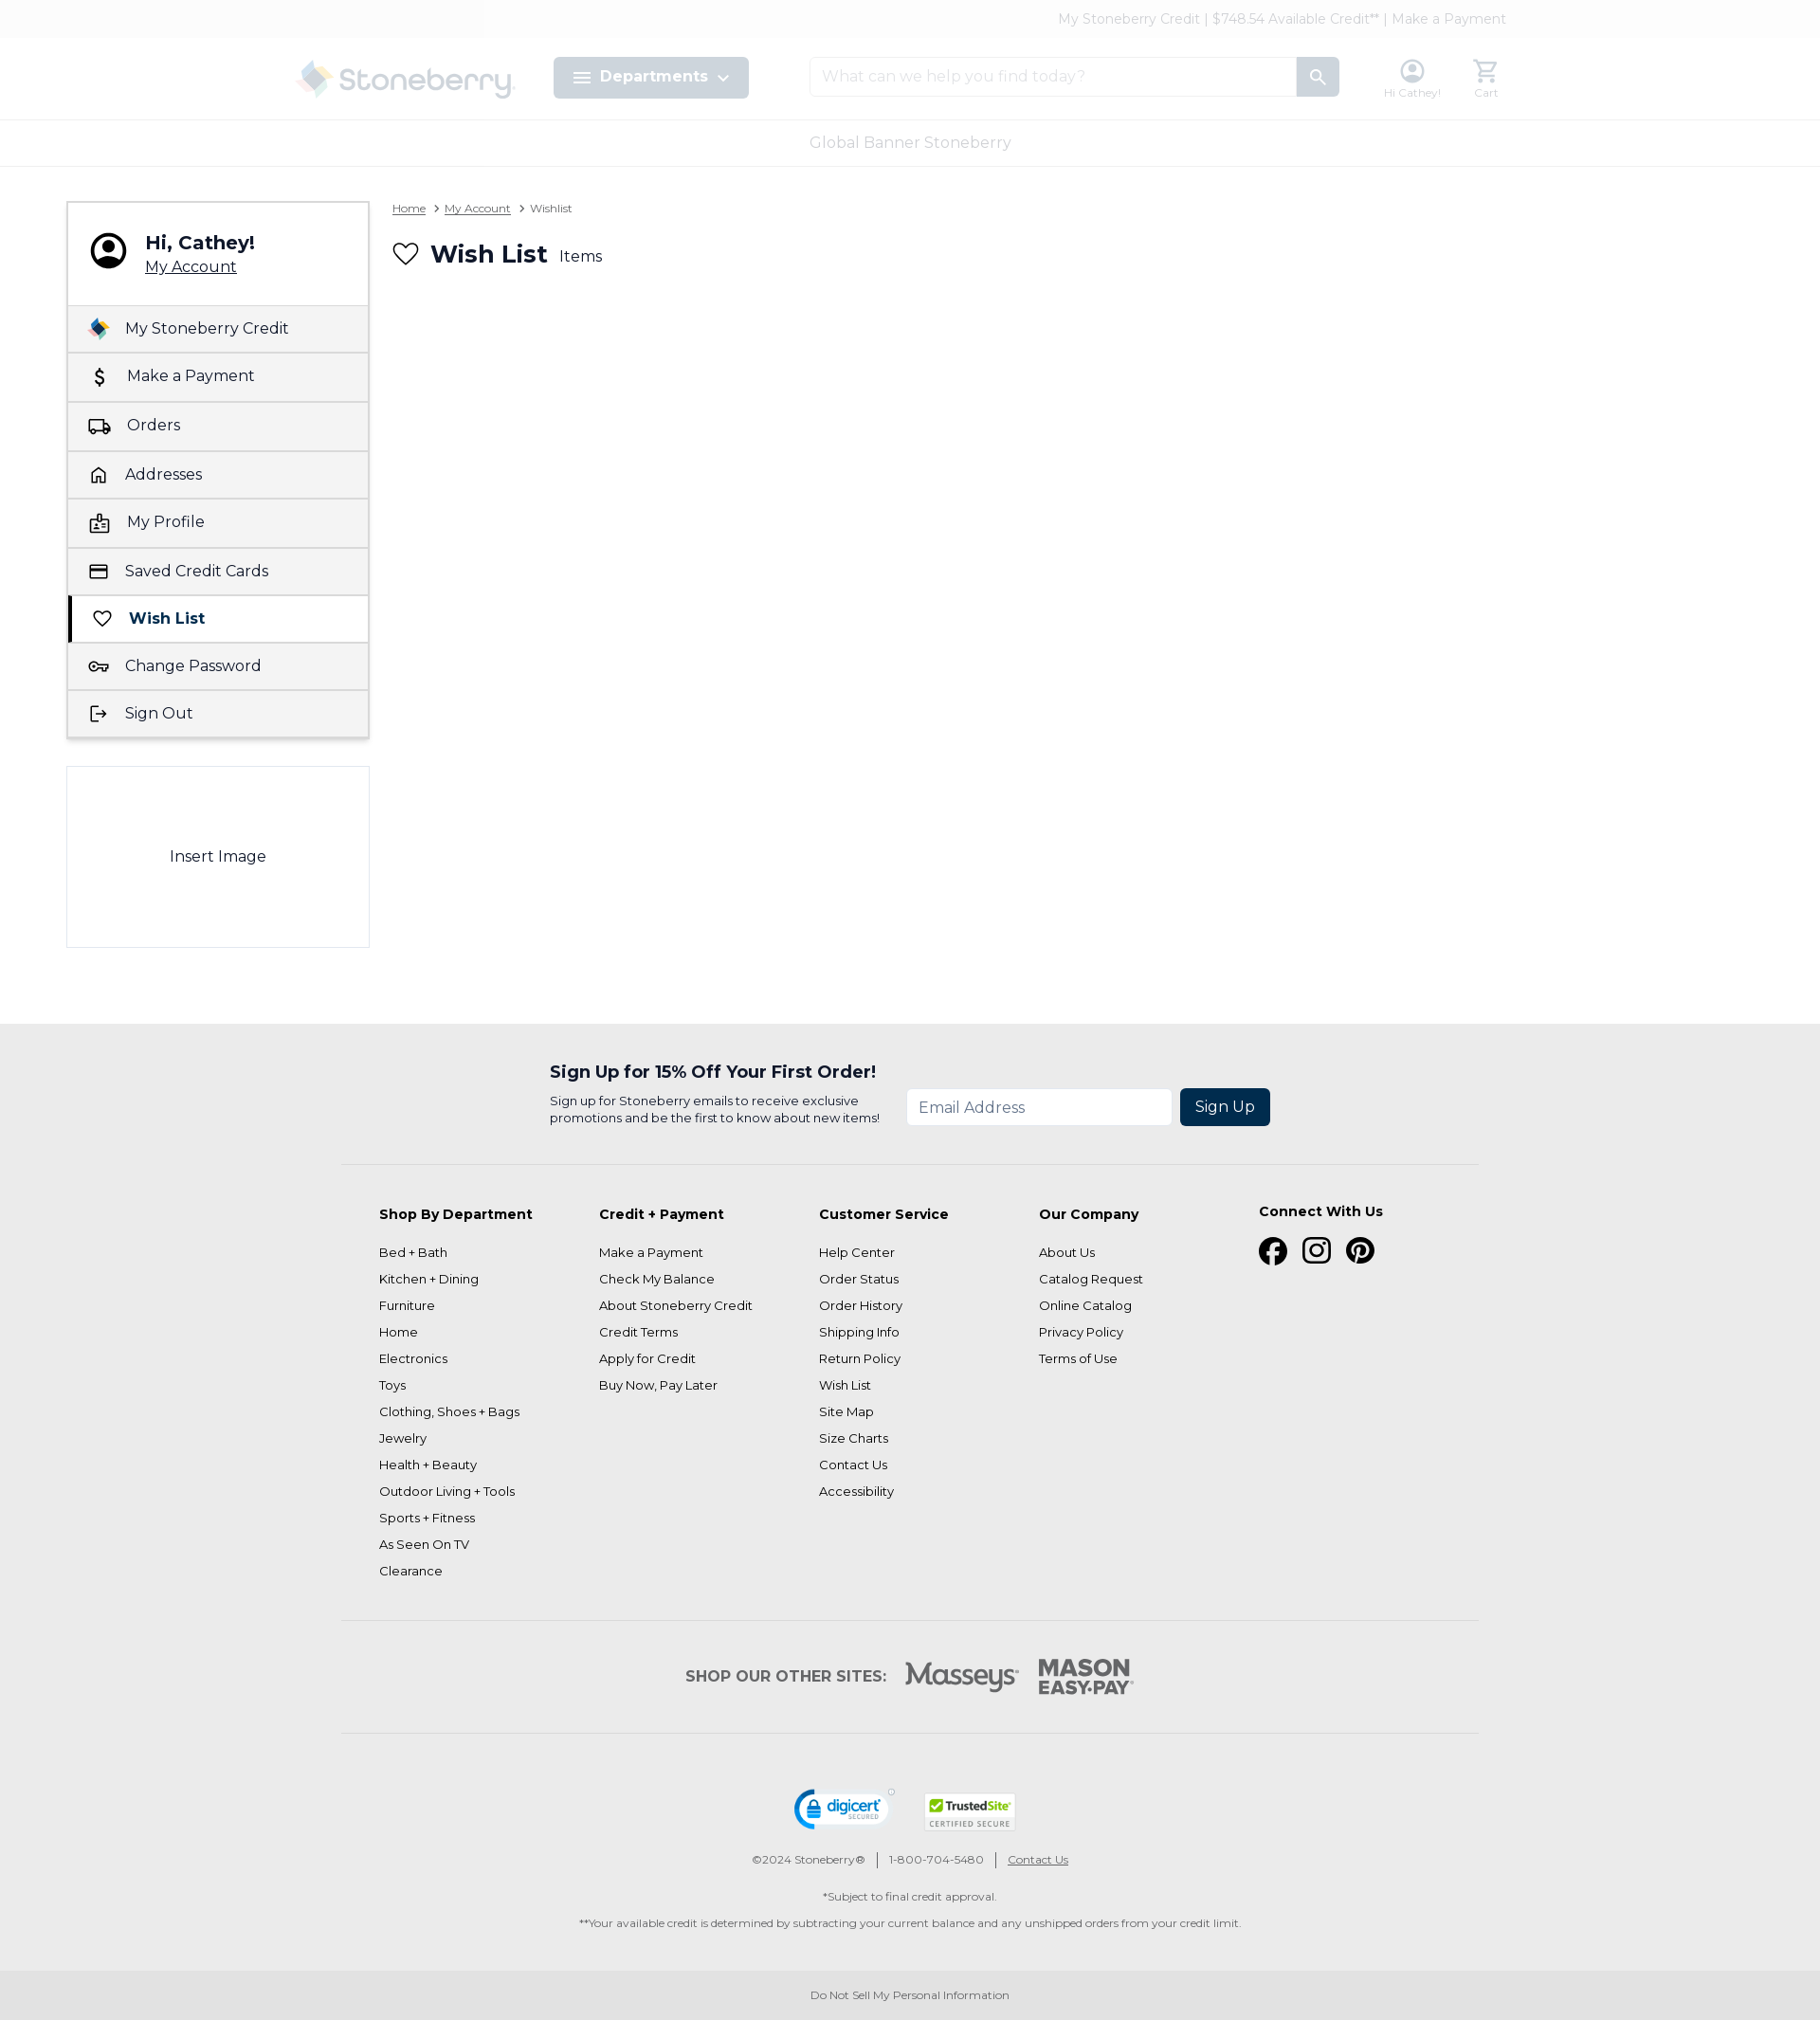 My Stoneberry Credit | $748.54 Available Credit** | Make a Payment
Stoneberry
Departments
What can we help you find today?
Hi Cathey!
Cart
Global Banner Stoneberry
Home > My Account > Wishlist
Hi, Cathey!
My Account
Wish List Items
My Stoneberry Credit
Make a Payment
Orders
Addresses
My Profile
Saved Credit Cards
Wish List
Change Password
Sign Out
Insert Image
Sign Up for 15% Off Your First Order!
Sign up for Stoneberry emails to receive exclusive
promotions and be the first to know about new items!
Email Address
Sign Up
Shop By Department
Bed + Bath
Kitchen + Dining
Furniture
Home
Electronics
Toys
Clothing, Shoes + Bags
Jewelry
Health + Beauty
Outdoor Living + Tools
Sports + Fitness
As Seen On TV
Clearance
Credit + Payment
Make a Payment
Check My Balance
About Stoneberry Credit
Credit Terms
Apply for Credit
Buy Now, Pay Later
Customer Service
Help Center
Order Status
Order History
Shipping Info
Return Policy
Wish List
Site Map
Size Charts
Contact Us
Accessibility
Our Company
About Us
Catalog Request
Online Catalog
Privacy Policy
Terms of Use
Connect With Us
SHOP OUR OTHER SITES:
Masseys®
MASON
EASY•PAY®
digicert®
SECURED
TrustedSite®
CERTIFIED SECURE
©2024 Stoneberry® | 1-800-704-5480 | Contact Us
*Subject to final credit approval.
**Your available credit is determined by subtracting your current balance and any unshipped orders from your credit limit.
Do Not Sell My Personal Information